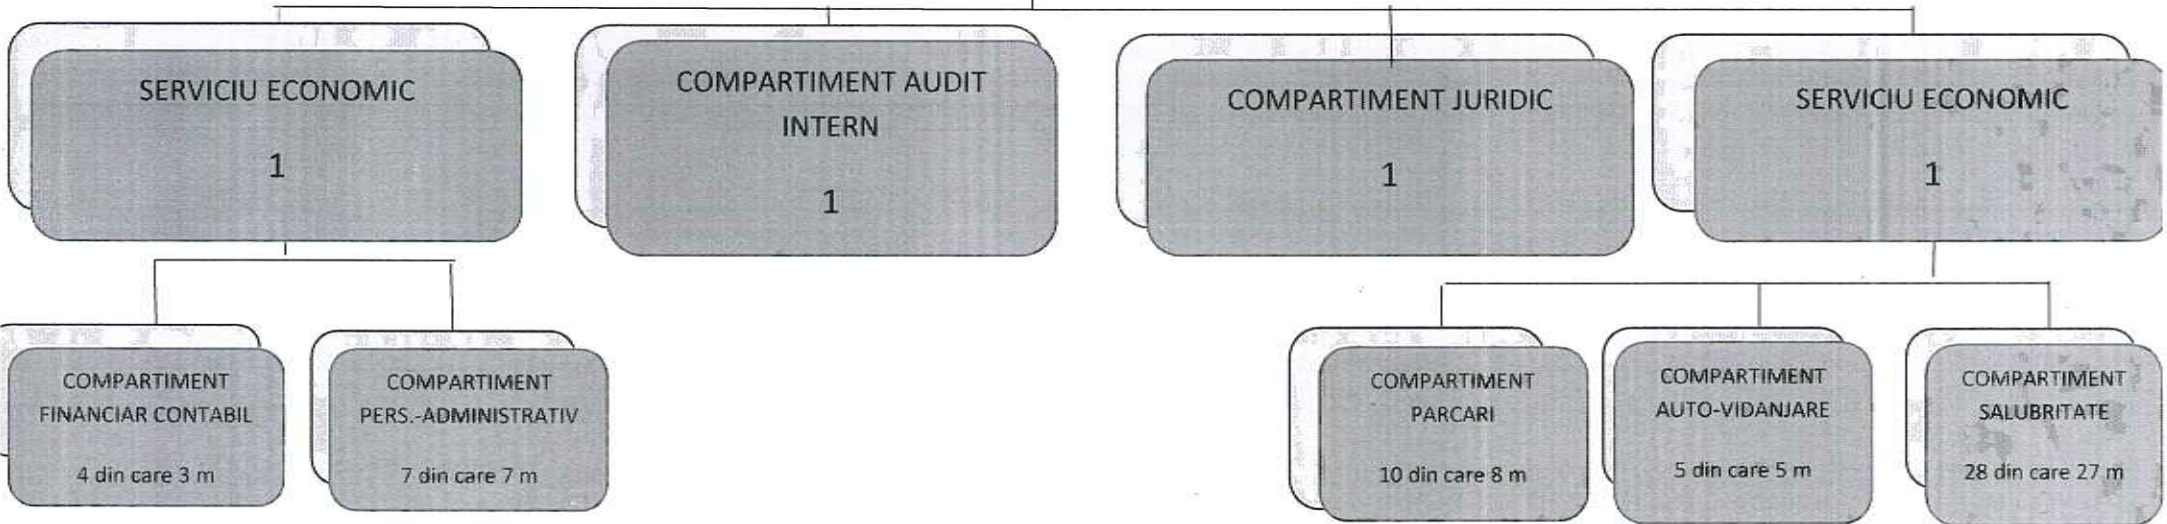 SERVICIU ECONOMIC
1
COMPARTIMENT AUDIT
INTERN
1
COMPARTIMENT JURIDIC
1
SERVICIU ECONOMIC
1
COMPARTIMENT
FINANCIAR CONTABIL
4 din care 3 m
COMPARTIMENT
PERS.-ADMINISTRATIV
7 din care 7 m
COMPARTIMENT
PARCARI
10 din care 8 m
COMPARTIMENT
AUTO-VIDANJARE
5 din care 5 m
COMPARTIMENT
SALUBRITATE
28 din care 27 m